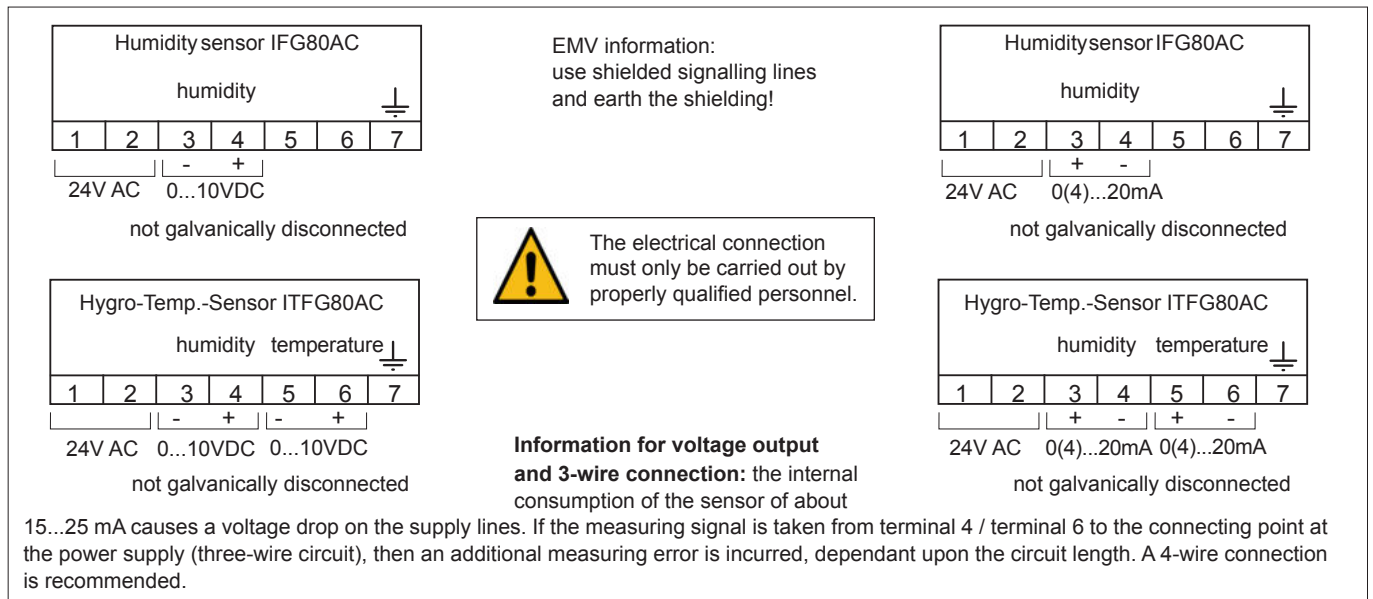 Humidity sensor IFG80AC
humidity
1 2 3 4 5 6 7
- +
24V AC 0...10VDC
not galvanically disconnected
EMV information:
use shielded signalling lines
and earth the shielding!
Humidity sensor IFG80AC
humidity
1 2 3 4 5 6 7
+ -
24V AC 0(4)...20mA
not galvanically disconnected
The electrical connection
must only be carried out by
properly qualified personnel.
Hygro-Temp.-Sensor ITFG80AC
humidity temperature
1 2 3 4 5 6 7
- + - +
24V AC 0...10VDC 0...10VDC
not galvanically disconnected
Hygro-Temp.-Sensor ITFG80AC
humidity temperature
1 2 3 4 5 6 7
+ - + -
24V AC 0(4)...20mA 0(4)...20mA
not galvanically disconnected
Information for voltage output
and 3-wire connection: the internal
consumption of the sensor of about
15...25 mA causes a voltage drop on the supply lines. If the measuring signal is taken from terminal 4 / terminal 6 to the connecting point at
the power supply (three-wire circuit), then an additional measuring error is incurred, dependant upon the circuit length. A 4-wire connection
is recommended.